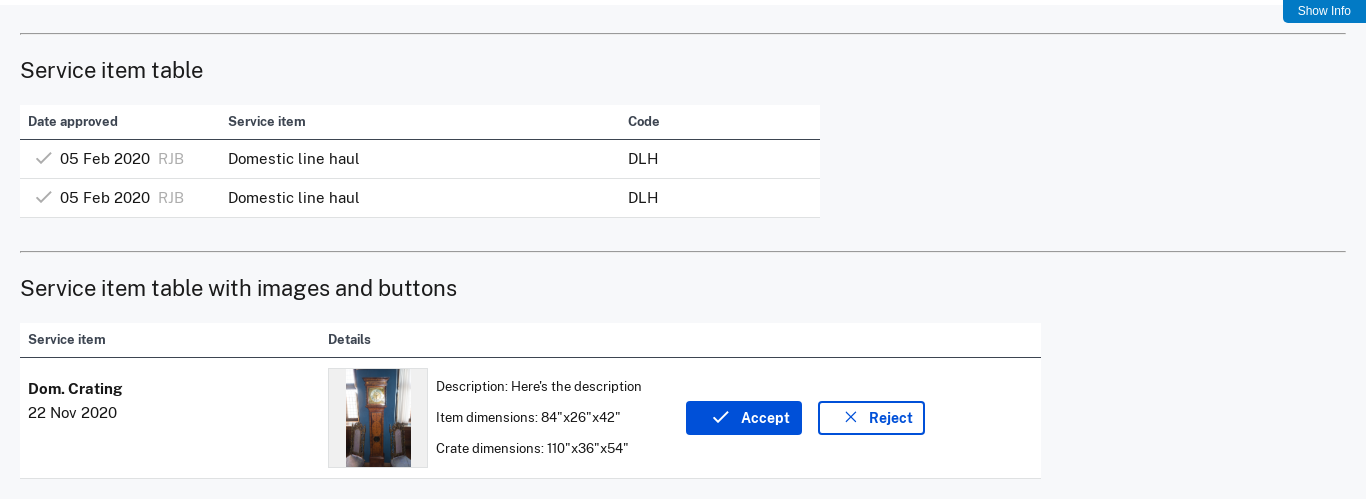 Show Info
Service item table
Date approved Service item Code
05 Feb 2020 RJB Domestic line haul DLH
05 Feb 2020 RJB Domestic line haul DLH
Service item table with images and buttons
Service item Details
Dom. Crating
22 Nov 2020
Description: Here's the description
Item dimensions: 84"x26"x42"
Crate dimensions: 110"x36"x54"
Accept Reject